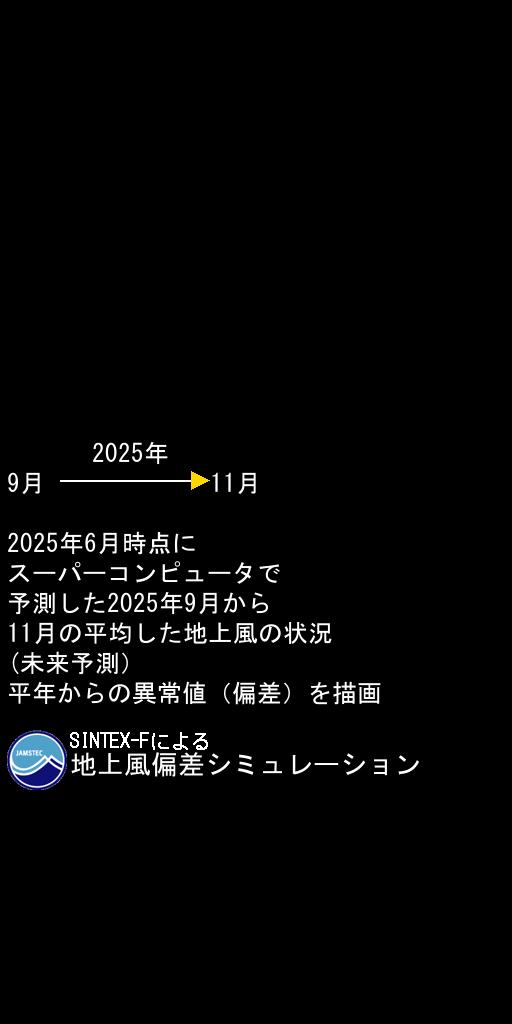 2025年
9月 11月
2025年6月時点に
スーパーコンピュータで
予測した2025年9月から
11月の平均した地上風の状況
(未来予測)
平年からの異常値（偏差）を描画
SINTEX-Fによる
JAMSTEC
地上風偏差シミュレーション